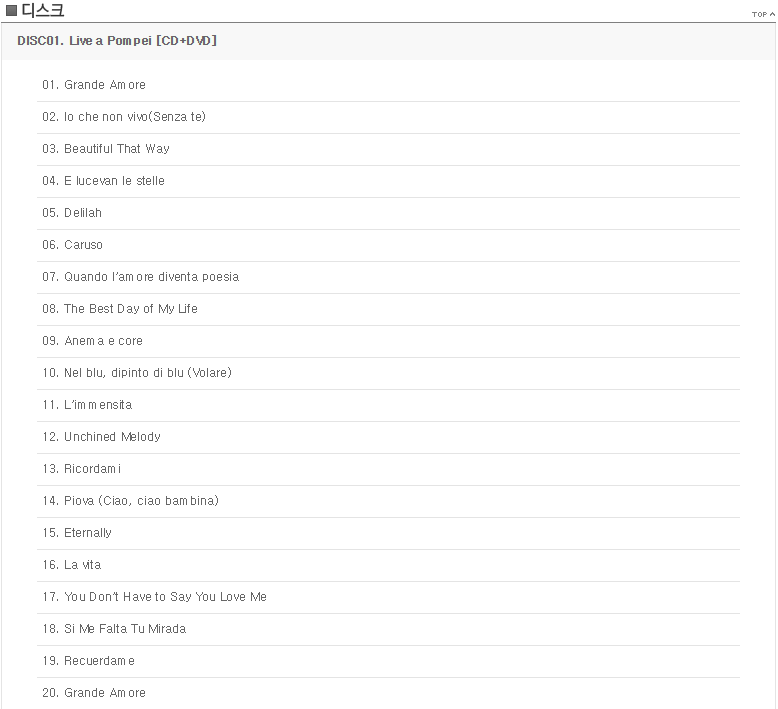 디스크
TOP
DISC01. Live a Pompei [CD+DVD]
01. Grande Amore
02. Io che non vivo(Senza te)
03. Beautiful That Way
04. E lucevan le stelle
05. Delilah
06. Caruso
07. Quando l'amore diventa poesia
08. The Best Day of My Life
09. Anema e core
10. Nel blu, dipinto di blu (Volare)
11. L'immensita
12. Unchined Melody
13. Ricordami
14. Piova (Ciao, ciao bambina)
15. Eternally
16. La vita
17. You Don't Have to Say You Love Me
18. Si Me Falta Tu Mirada
19. Recuerdame
20. Grande Amore